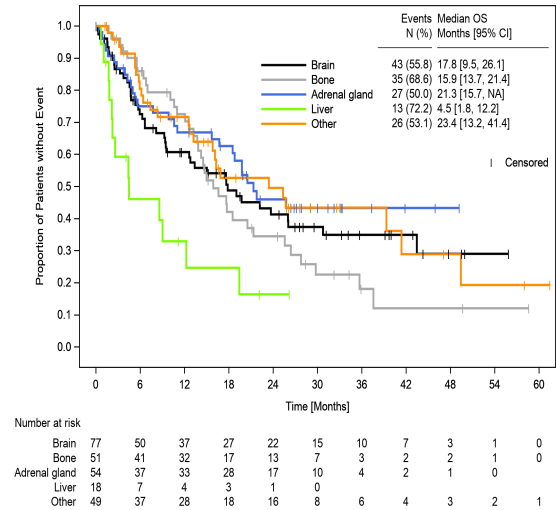 Events Median OS
N (%) Months [95% CI]
Brain 43 (55.8) 17.8 [9.5, 26.1]
Bone 35 (68.6) 15.9 [13.7, 21.4]
Adrenal gland 27 (50.0) 21.3 [15.7, NA]
Liver 13 (72.2) 4.5 [1.8, 12.2]
Other 26 (53.1) 23.4 [13.2, 41.4]
Censored
Proportion of Patients without Event
1.0
0.9
0.8
0.7
0.6
0.5
0.4
0.3
0.2
0.1
0.0
0 6 12 18 24 30 36 42 48 54 60
Time [Months]
Number at risk
Brain 77 50 37 27 22 15 10 7 3 1 0
Bone 51 41 32 17 13 7 3 2 2 1 0
Adrenal gland 54 37 33 28 17 10 4 2 1 0
Liver 18 7 4 3 1 0
Other 49 37 28 18 16 8 6 4 3 2 1